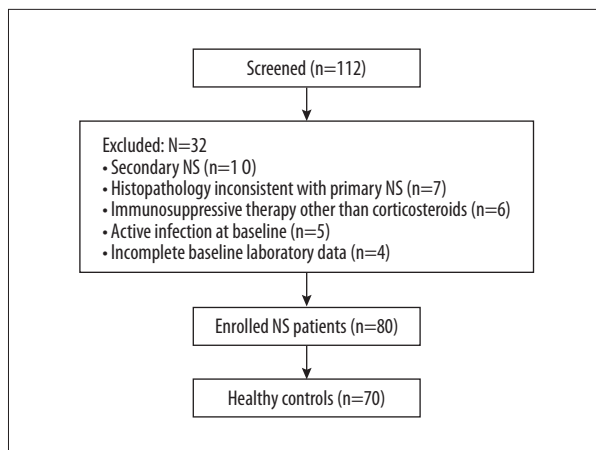 Screened (n=112)
Excluded: N=32
• Secondary NS (n=1 0)
• Histopathology inconsistent with primary NS (n=7)
• Immunosuppressive therapy other than corticosteroids (n=6)
• Active infection at baseline (n=5)
• Incomplete baseline laboratory data (n=4)
Enrolled NS patients (n=80)
Healthy controls (n=70)